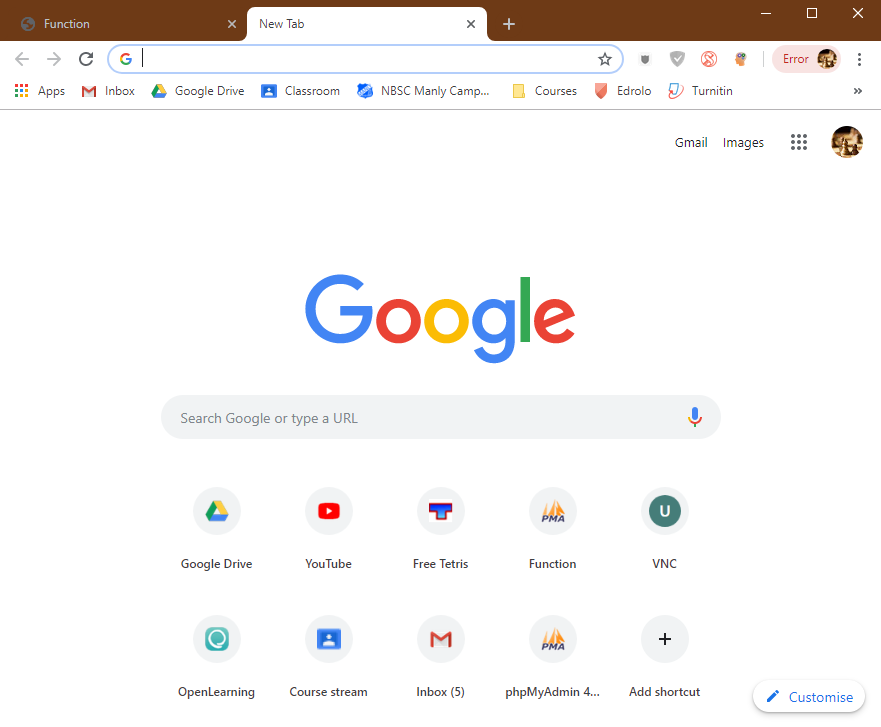 Function
New Tab
Error
Apps
Inbox
Google Drive
Classroom
NBSC Manly Camp...
Courses
Edrolo
Turnitin
»
Gmail
Images
Google
Search Google or type a URL
PMA
U
Google Drive
YouTube
Free Tetris
Function
VNC
PMA
OpenLearning
Course stream
Inbox (5)
phpMyAdmin 4...
Add shortcut
Customise